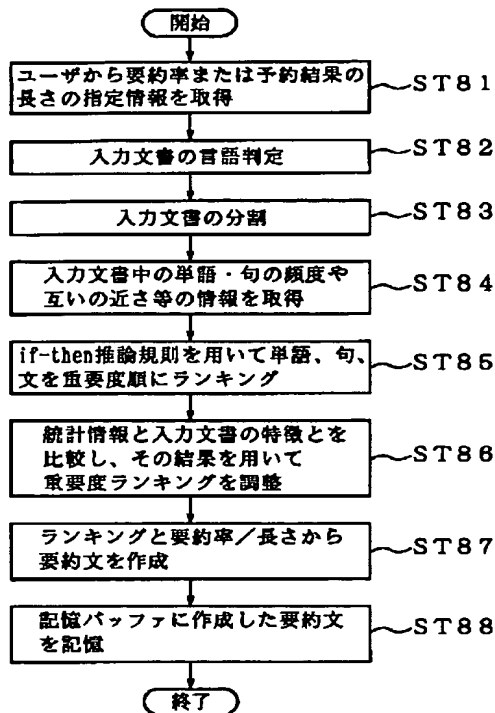 開始
ユーザから要約率または予約結果の
長さの指定情報を取得
ST81
入力文書の言語判定
ST82
入力文書の分割
ST83
入力文書中の単語・句の頻度や
互いの近さ等の情報を取得
ST84
if-then推論規則を用いて単語、句、
文を重要度順にランキング
ST85
統計情報と入力文書の特徴とを
比較し、その結果を用いて
重要度ランキングを調整
ST86
ランキングと要約率／長さから
要約文を作成
ST87
記憶バッファに作成した要約文
を記憶
ST88
終了